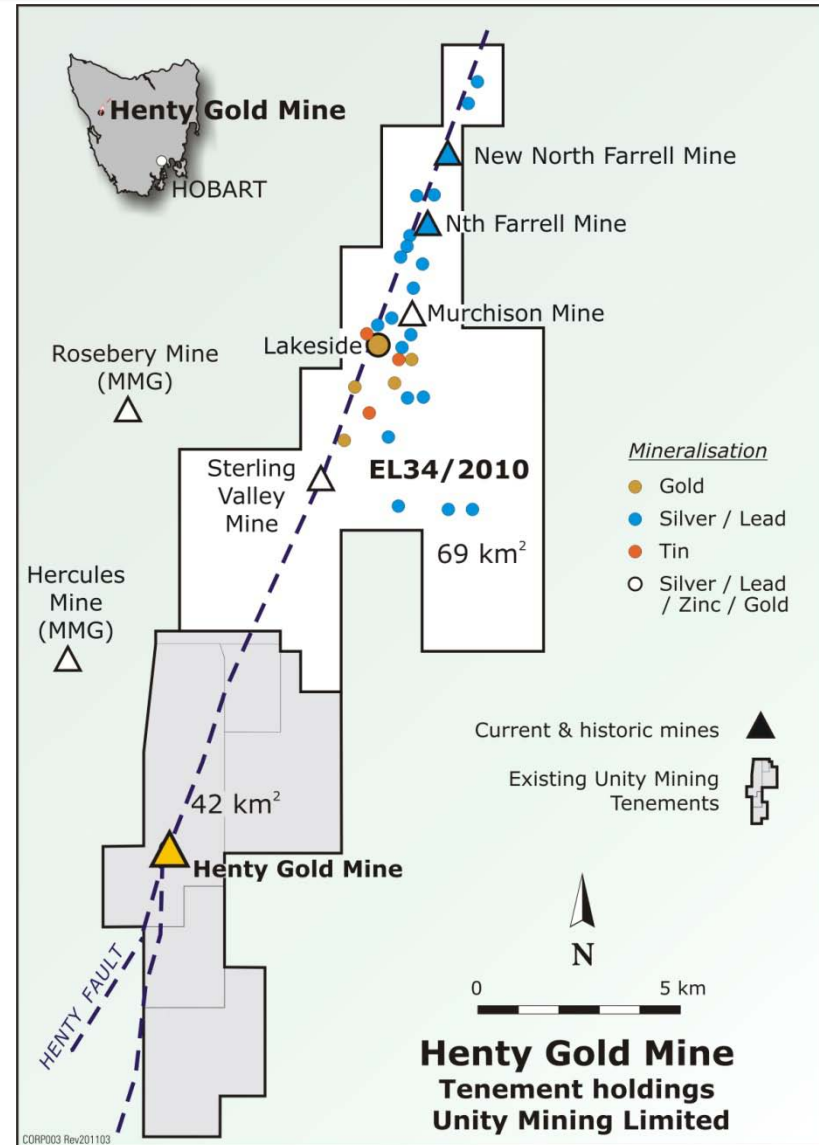 Henty Gold Mine
HOBART
New North Farrell Mine
Nth Farrell Mine
Murchison Mine
Lakeside
Rosebery Mine
(MMG)
Sterling
Valley
Mine
EL34/2010
69 km²
Hercules
Mine
(MMG)
Mineralisation
Gold
Silver / Lead
Tin
Silver / Lead
/ Zinc / Gold
Current & historic mines
Existing Unity Mining
Tenements
42 km²
Henty Gold Mine
HENTY FAULT
N
0 5 km
Henty Gold Mine
Tenement holdings
Unity Mining Limited
CORP003 Rev201103